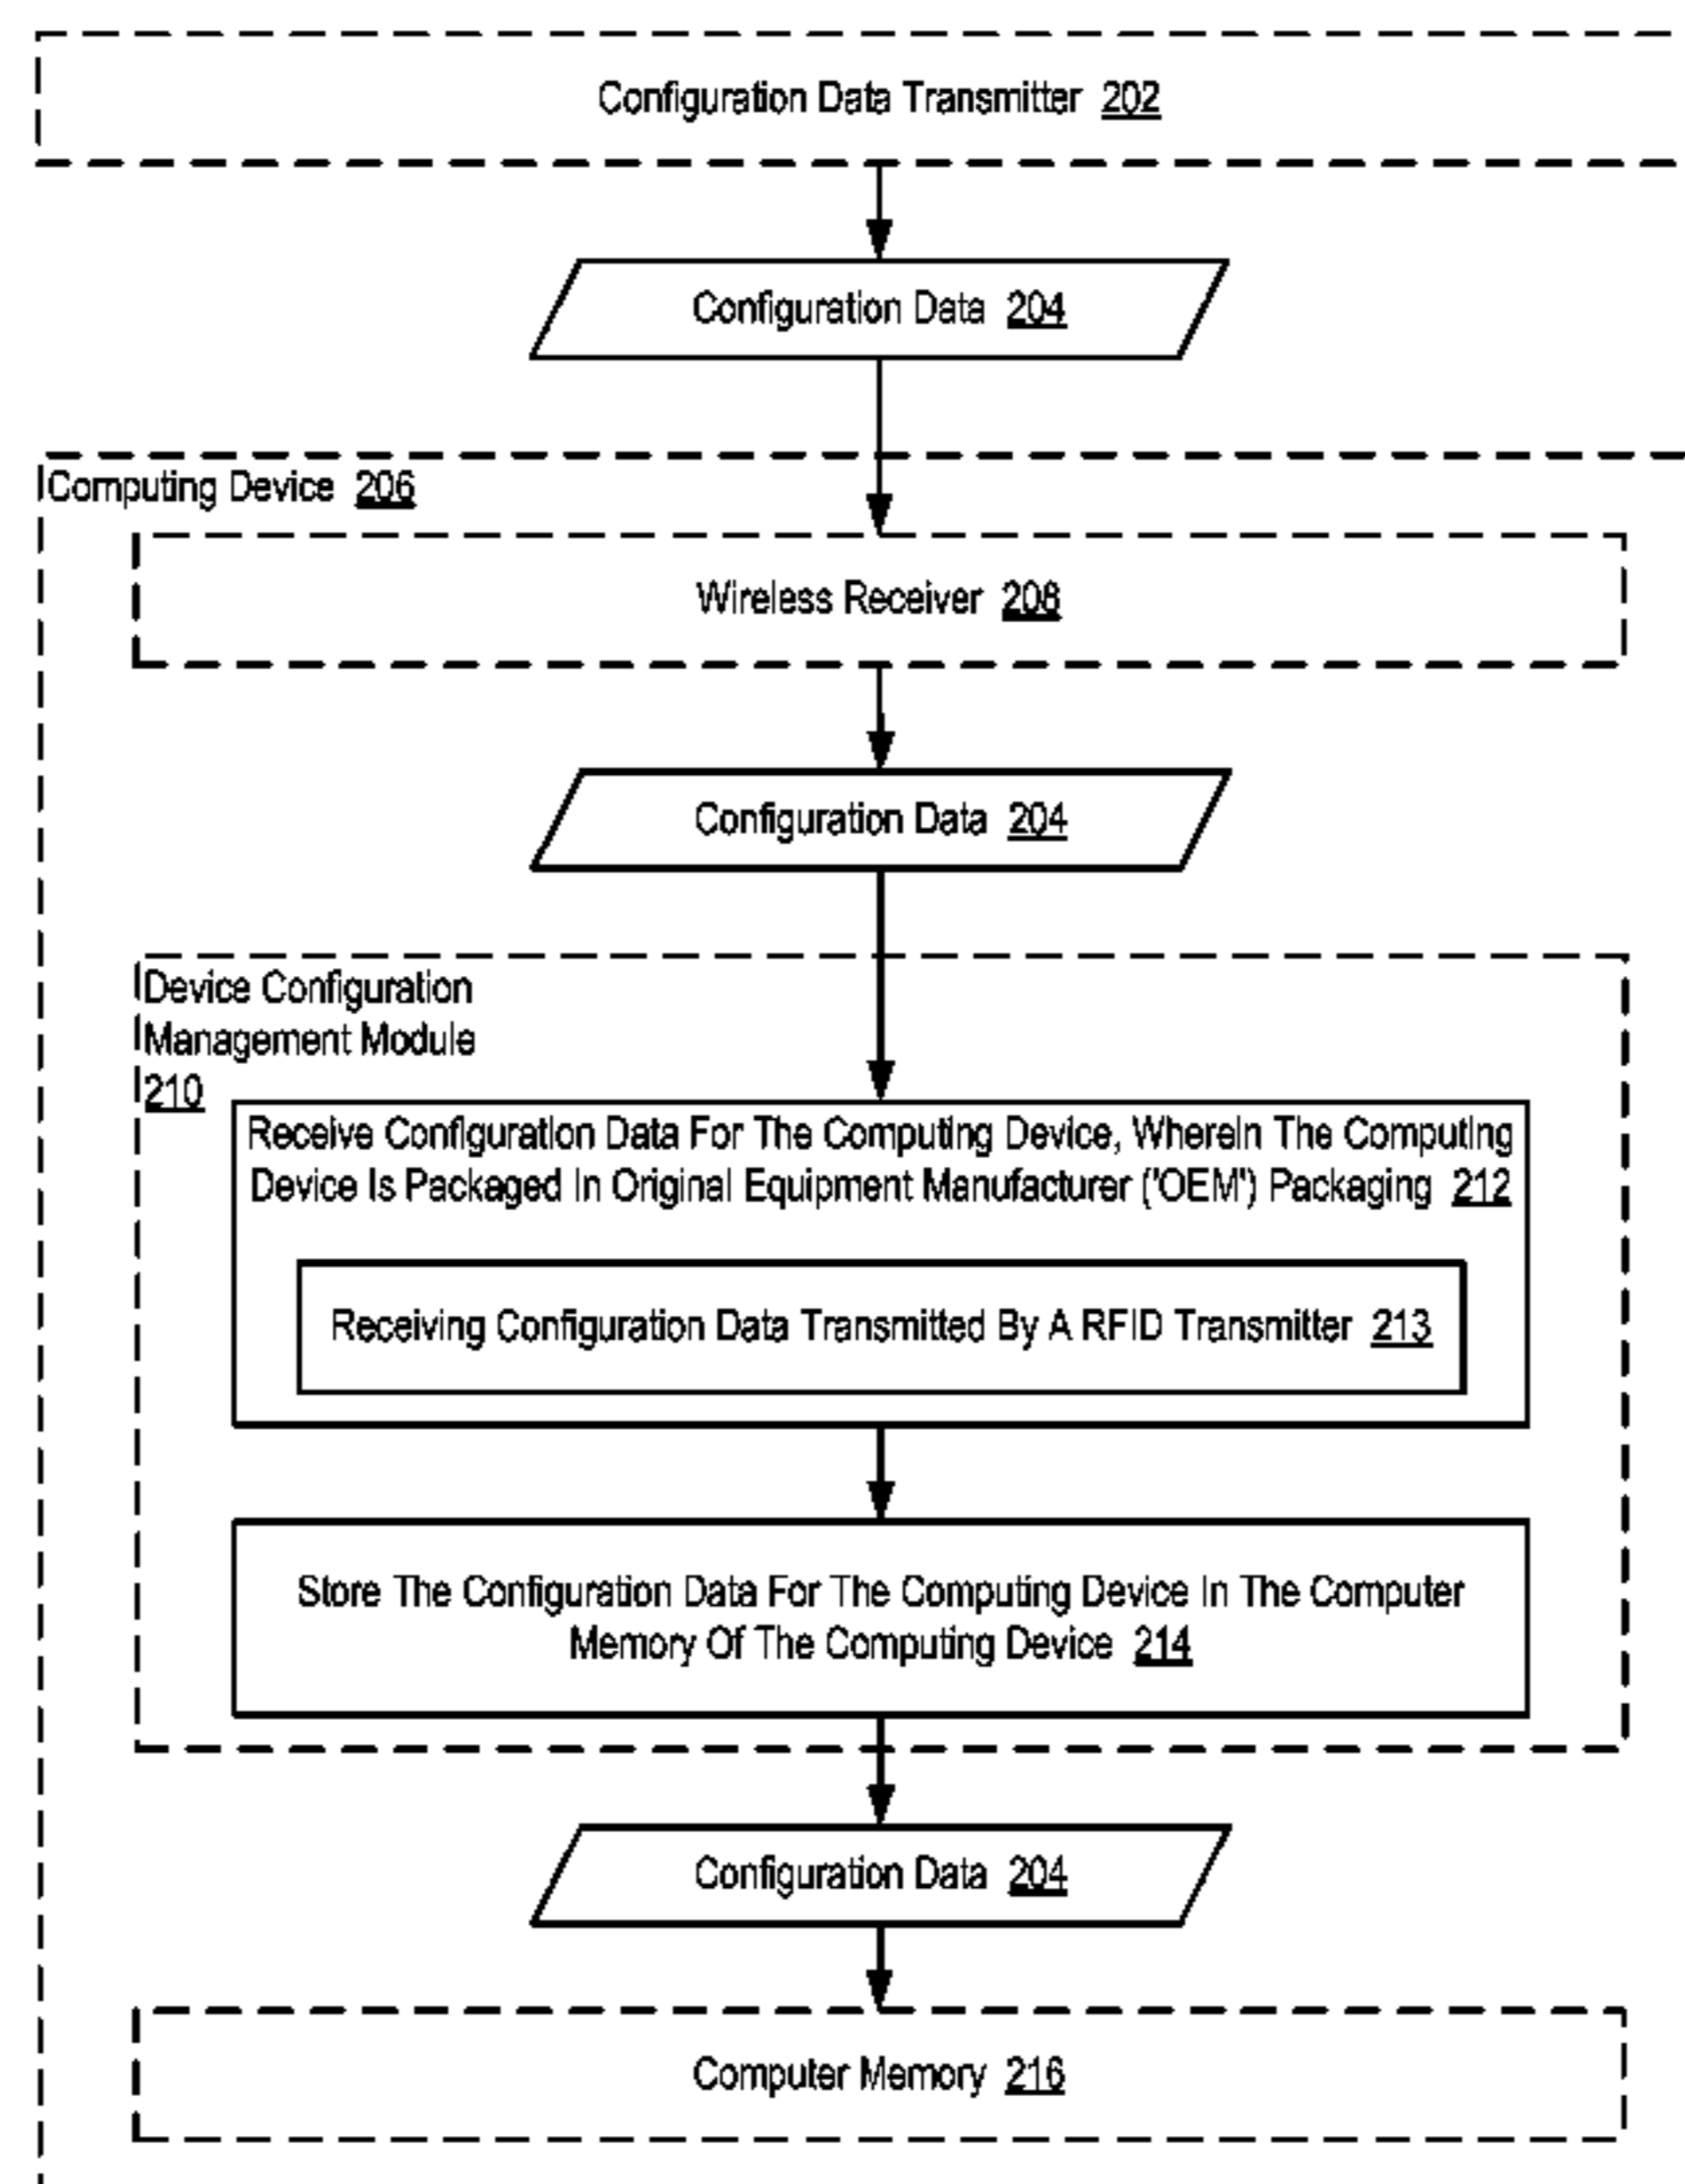 Configuration Data Transmitter 202
Configuration Data 204
Computing Device 206
Wireless Receiver 208
Configuration Data 204
Device Configuration
Management Module
210
Receive Configuration Data For The Computing Device, Wherein The Computing
Device Is Packaged In Original Equipment Manufacturer ('OEM') Packaging 212
Receiving Configuration Data Transmitted By A RFID Transmitter 213
Store The Configuration Data For The Computing Device In The Computer
Memory Of The Computing Device 214
Configuration Data 204
Computer Memory 216